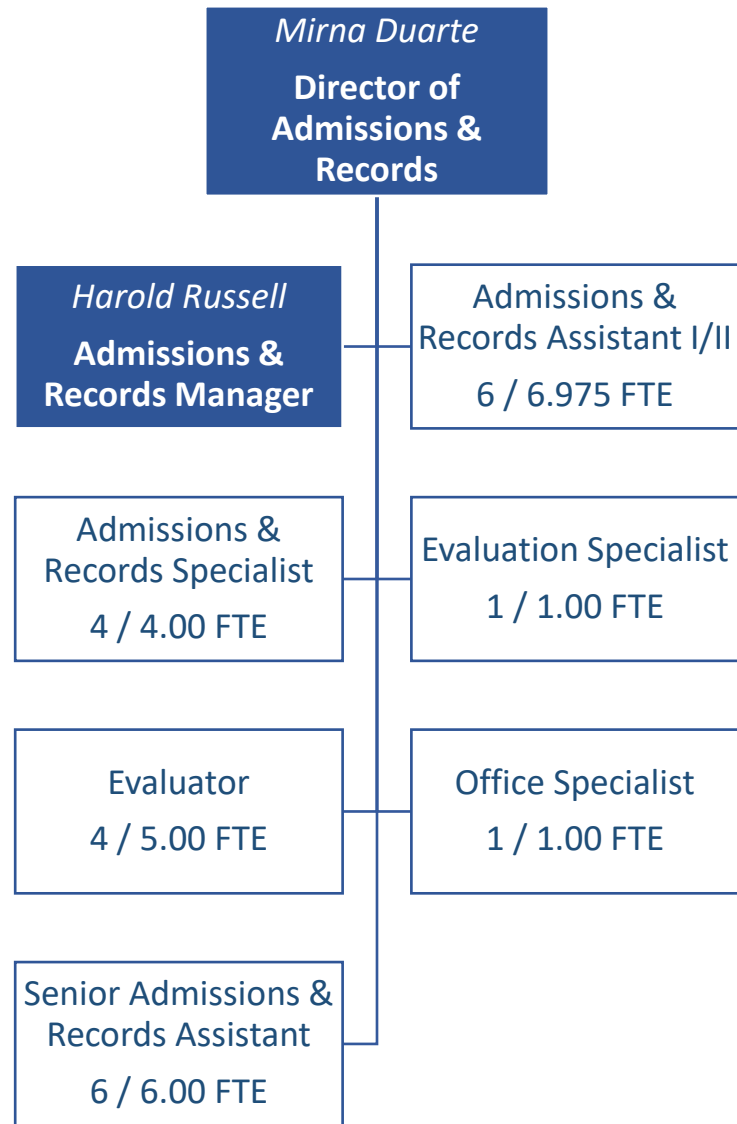 Mirna Duarte
Director of
Admissions &
Records
Harold Russell
Admissions &
Records Manager
Admissions &
Records Assistant I/II
6 / 6.975 FTE
Admissions &
Records Specialist
4 / 4.00 FTE
Evaluation Specialist
1 / 1.00 FTE
Evaluator
4 / 5.00 FTE
Office Specialist
1 / 1.00 FTE
Senior Admissions &
Records Assistant
6 / 6.00 FTE